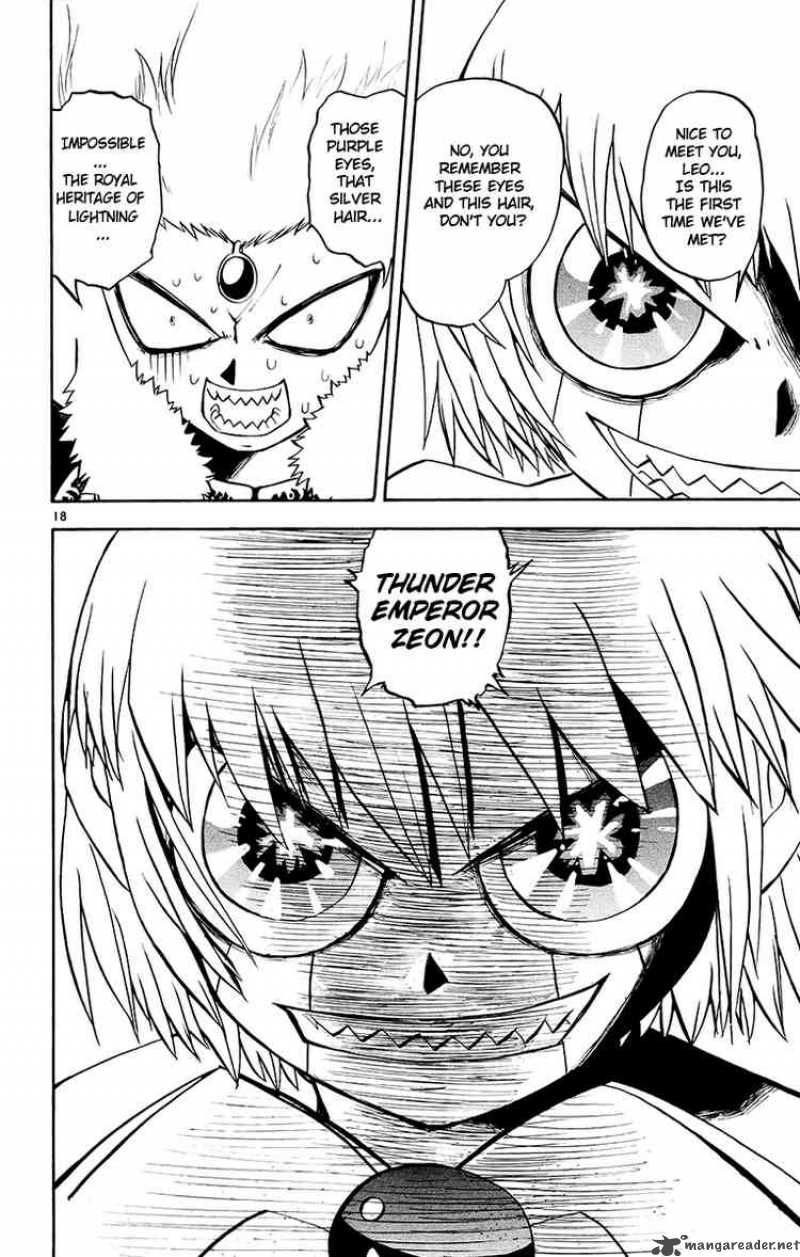 NICE TO
MEET YOU,
LEO...
IS THIS
THE FIRST
TIME WE'VE
MET?
NO, YOU
REMEMBER
THESE EYES
AND THIS HAIR,
DON'T YOU?
THOSE
PURPLE
EYES,
THAT
SILVER
HAIR...
IMPOSSIBLE
...
THE ROYAL
HERITAGE OF
LIGHTNING
...
18
THUNDER
EMPEROR
ZEON!!
mangareader.net